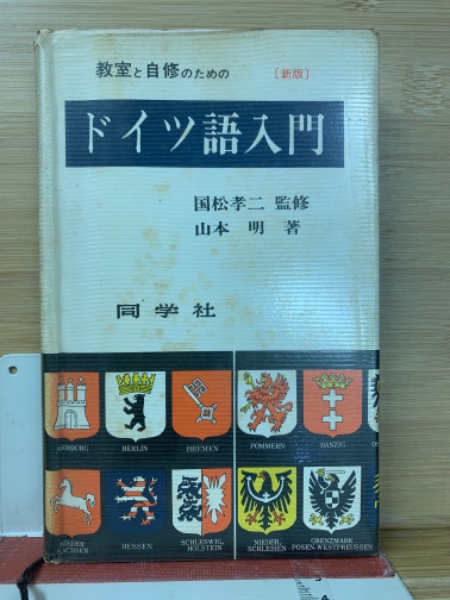 教室と自修のための
〔新版〕
ドイツ語入門
国松孝二 監修
山本 明 著
同学社
BERLIN
BREMEN
POMMERN
DANZIG
NIEDER SACHSEN
HESSEN
SCHLESWIG, HOLSTEIN
NIEDER, SCHLESIEN
GRENZMARK
POSEN-WESTPREUSSEN